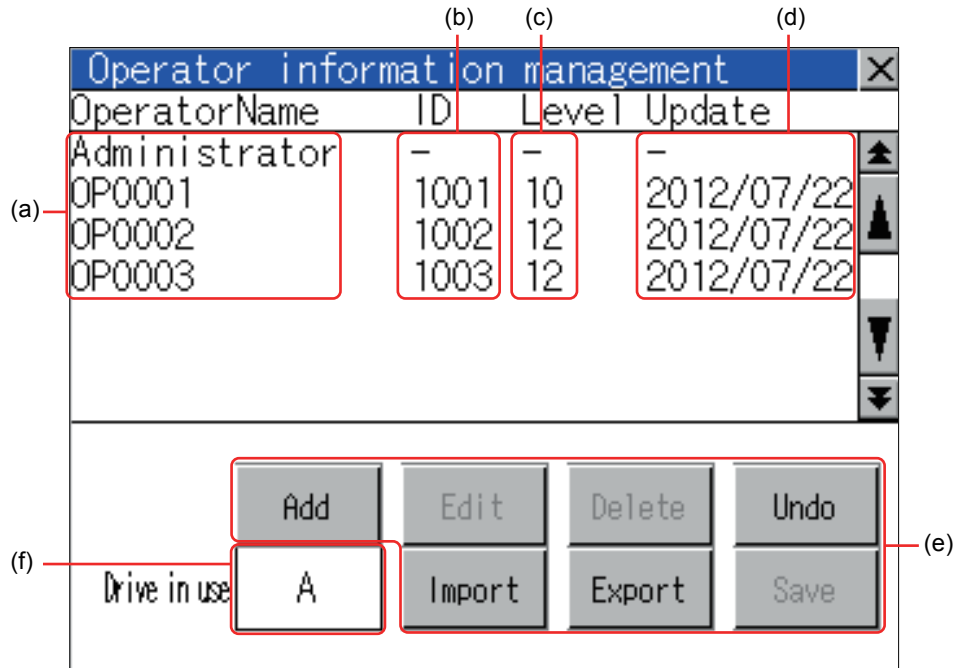 (b) (c) (d)
Operator information management
OperatorName ID Level Update
Administrator - - -
OP0001 1001 10 2012/07/22
(a)
OP0002 1002 12 2012/07/22
OP0003 1003 12 2012/07/22
Add Edit Delete Undo
(e)
(f)
Drive in use A Import Export Save